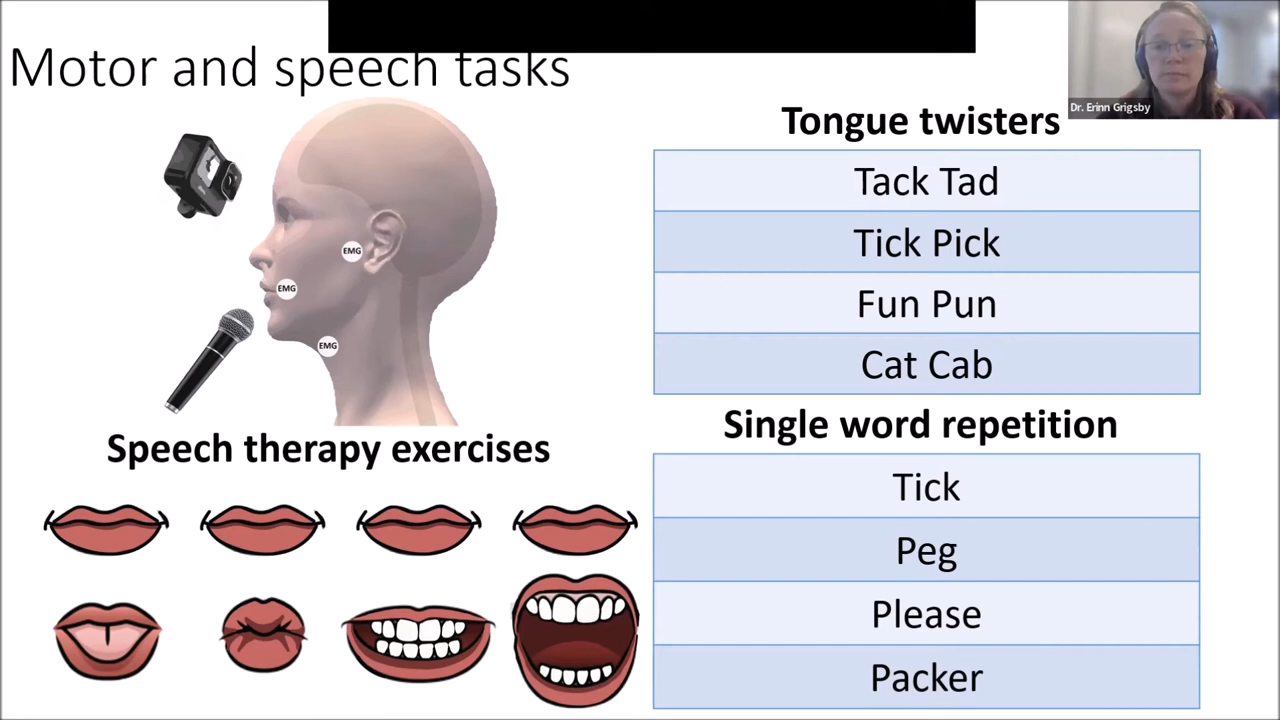 Motor and speech tasks
Dr. Erinn Grigsby
EMG
EMG
EMG
Speech therapy exercises
Tongue twisters
Tack Tad
Tick Pick
Fun Pun
Cat Cab
Single word repetition
Tick
Peg
Please
Packer